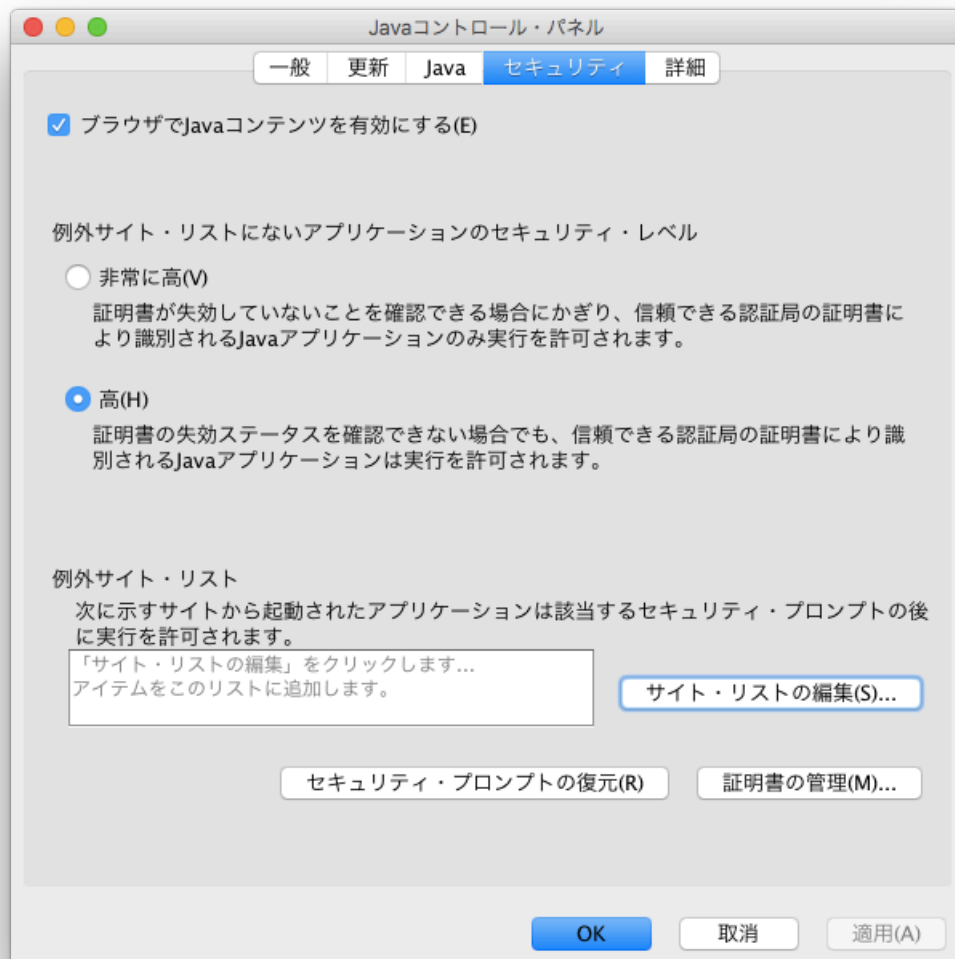 Javaコントロール・パネル
一般 更新 Java セキュリティ 詳細
ブラウザでJavaコンテンツを有効にする(E)
例外サイト・リストにないアプリケーションのセキュリティ・レベル
非常に高(V)
証明書が失効していないことを確認できる場合にかぎり、信頼できる認証局の証明書に
より識別されるJavaアプリケーションのみ実行を許可されます。
高(H)
証明書の失効ステータスを確認できない場合でも、信頼できる認証局の証明書により識
別されるJavaアプリケーションは実行を許可されます。
例外サイト・リスト
次に示すサイトから起動されたアプリケーションは該当するセキュリティ・プロンプトの後
に実行を許可されます。
「サイト・リストの編集」をクリックします...
アイテムをこのリストに追加します。
サイト・リストの編集(S)...
セキュリティ・プロンプトの復元(R) 証明書の管理(M)...
OK 取消 適用(A)